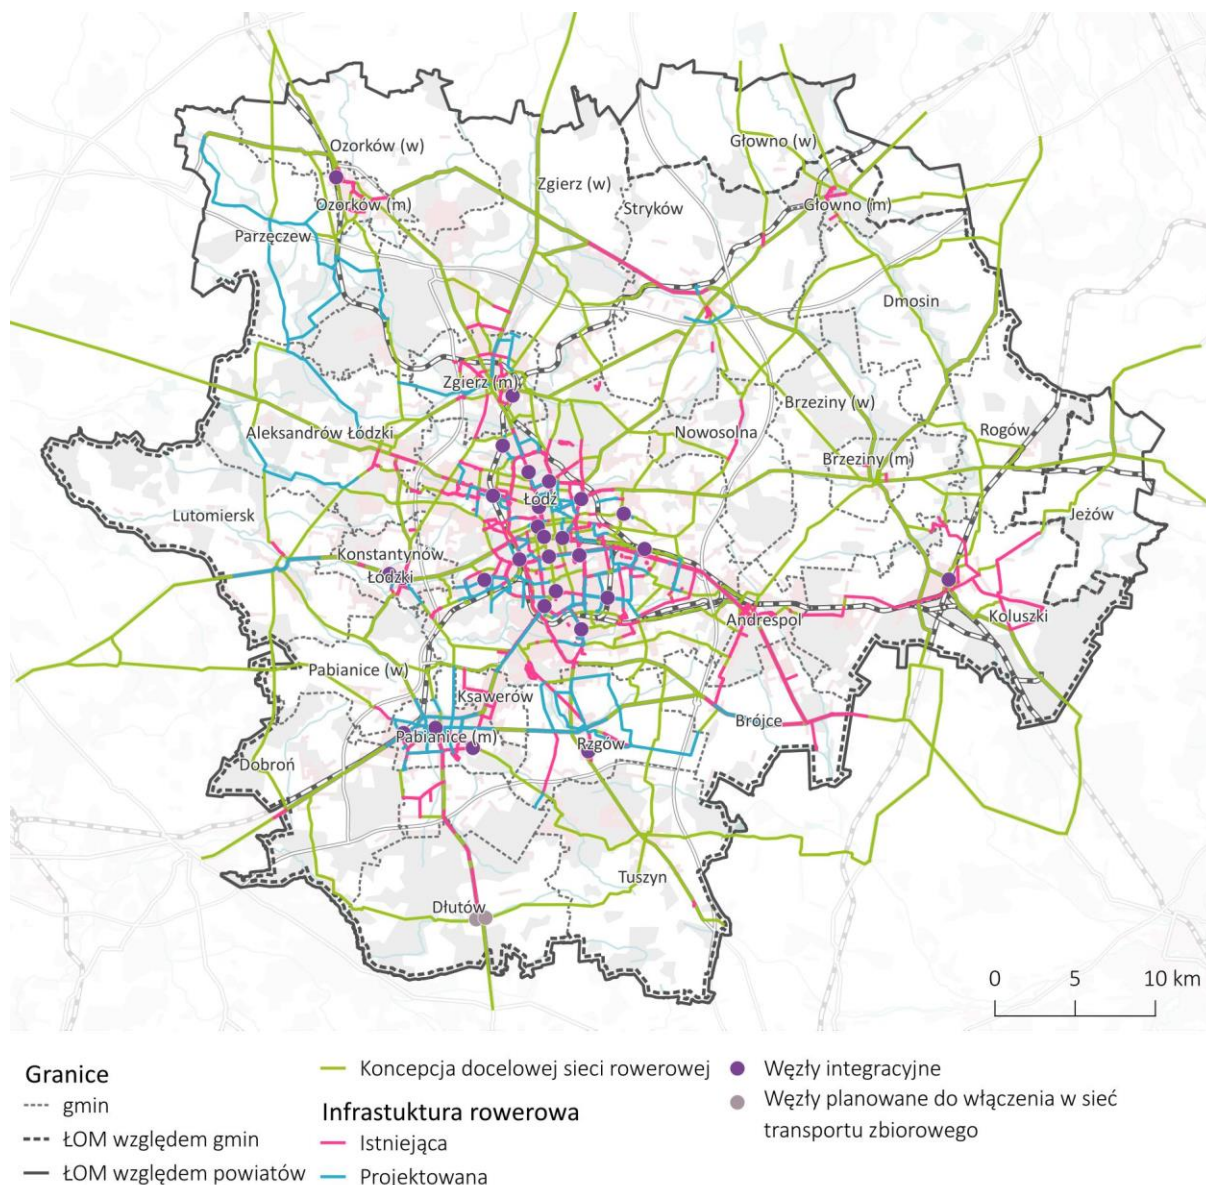 Ozorków (w)
Głowno (w)
Zgierz (w)
Stryków
Ozorków (m)
Głowno (m)
Parzęczew
Dmosin
Zgierz (m)
Brzeziny (w)
Aleksandrów Łódzki
Nowosolna
Rogów
Brzeziny (m)
Łódź
Lutomiersk
Jeżów
Konstantynów
Łódzki
Andrespol
Koluszki
Pabianice (w)
Ksawerów
Brójce
Pabianice (m)
Rzgów
Dobroń
Tuszyn
Dłutów
0 5 10 km
Granice
gmin
ŁOM względem gmin
ŁOM względem powiatów
Koncepcja docelowej sieci rowerowej
Infrastuktura rowerowa
Istniejąca
Projektowana
Węzły integracyjne
Węzły planowane do włączenia w sieć
transportu zbiorowego